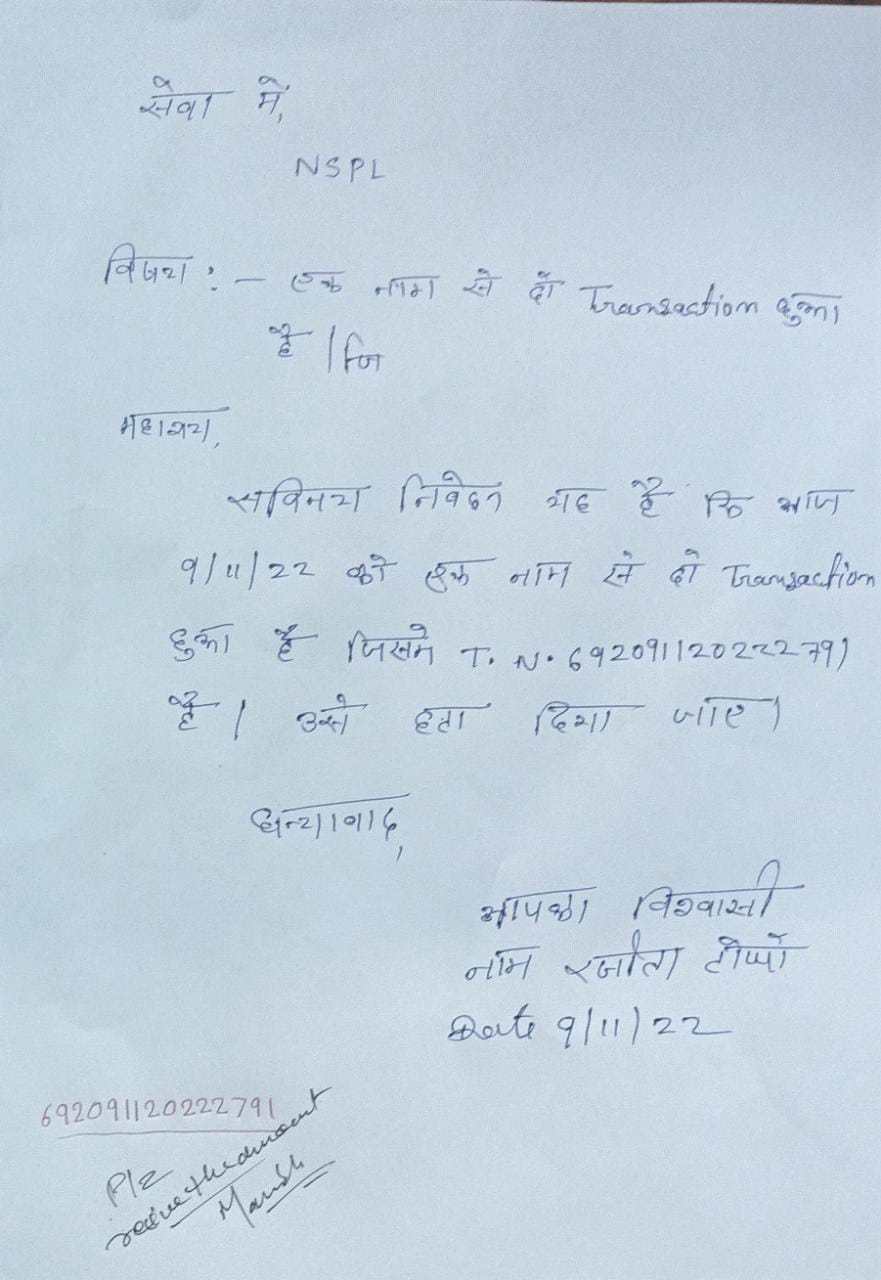 सेवा में,
NSPL
विषय :- एक नाम से दो Transaction हुआ
है । जि
महाशय,
सविनय निवेदन यह है कि आज
9/11/22 को एक नाम से दो Transaction
हुआ है जिसमे T. N. 692091120222791
है । उसे हटा दिया जाए।
धन्यावाद,
आपका विश्वासी
नाम रजीता टोप्पो
Date 9/11/22
692091120222791
Plz
the amount
Manish